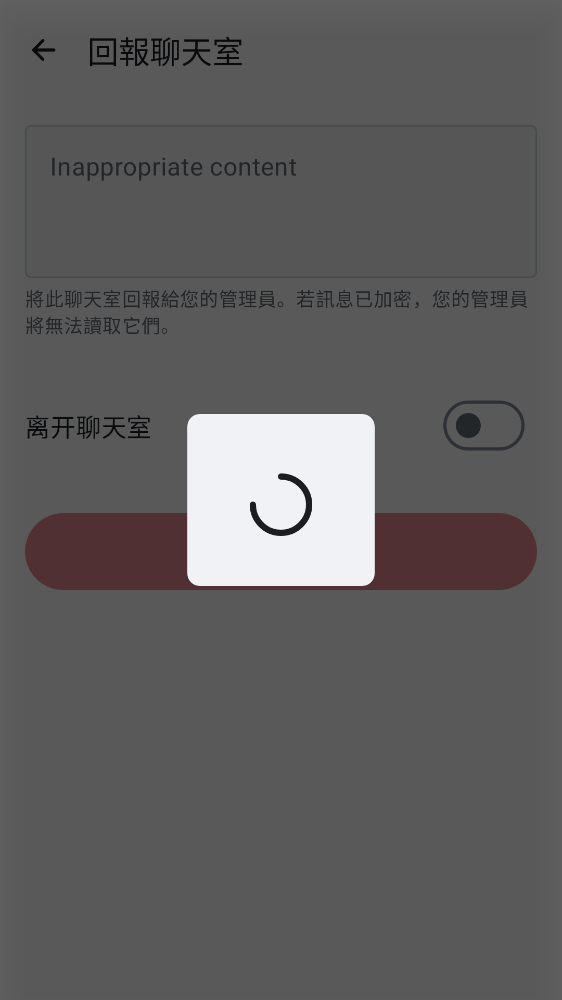 回報聊天室
Inappropriate content
將此聊天室回報給您的管理員。若訊息已加密，您的管理員
將無法讀取它們。
离开聊天室